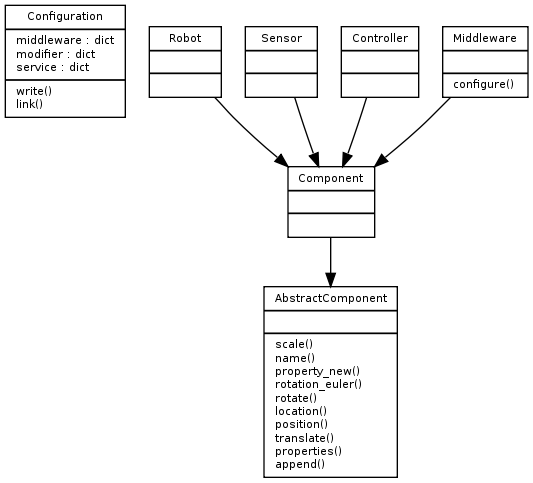 Configuration
middleware : dict
modifier : dict
service : dict
write()
link()
Robot
Sensor
Controller
Middleware
configure()
Component
AbstractComponent
scale()
name()
property_new()
rotation_euler()
rotate()
location()
position()
translate()
properties()
append()